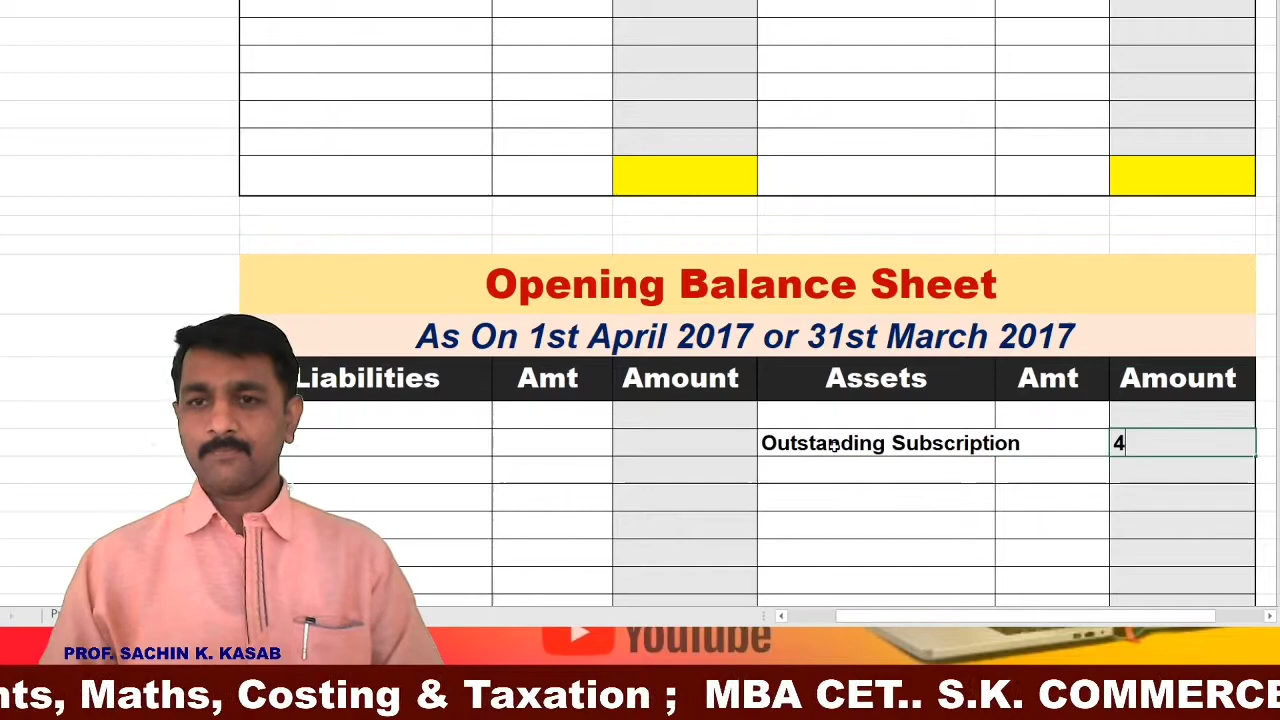 Opening Balance Sheet
As On 1st April 2017 or 31st March 2017
Liabilities Amt Amount Assets Amt Amount
Outstanding Subscription 4
YouTube
PROF. SACHIN K. KASAB
nts, Maths, Costing & Taxation ; MBA CET.. S.K. COMMERCE